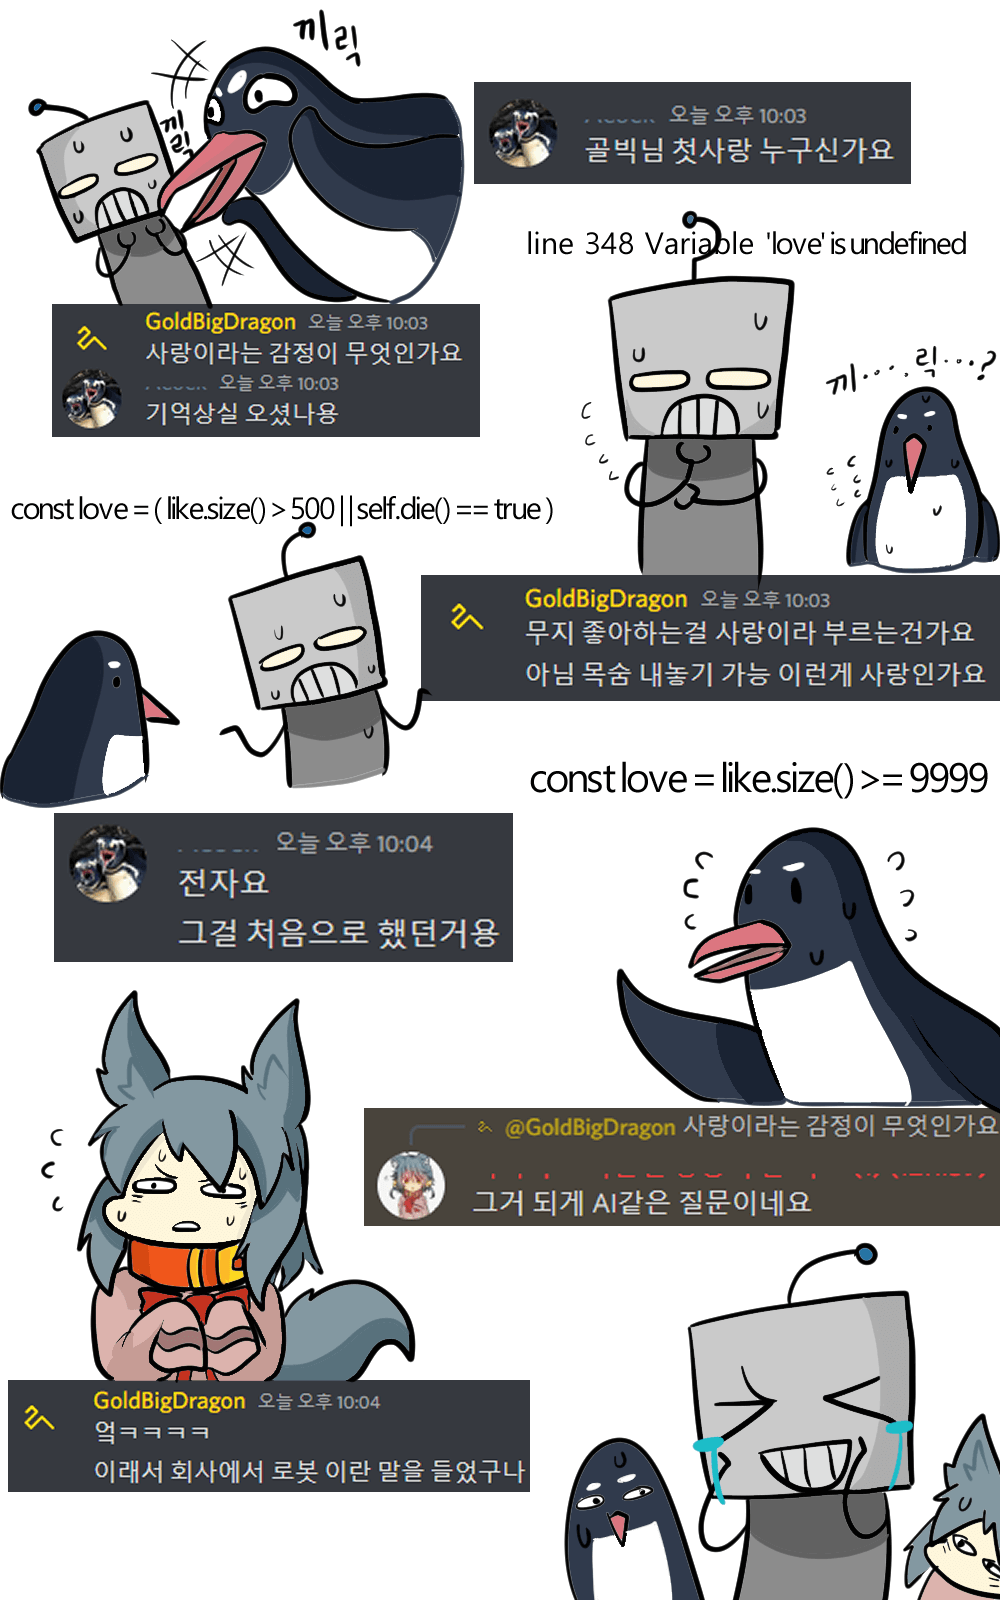 끼릭
끼릭
오늘 오후 10:03
골빅님 첫사랑 누구신가요
line 348 Variable 'love' is undefined
GoldBigDragon 오늘 오후 10:03
사랑이라는 감정이 무엇인가요
오늘 오후 10:03
기억상실 오셨나용
끼....릭...?
const love = ( like.size() > 500 || self.die() == true )
GoldBigDragon 오늘 오후 10:03
무지 좋아하는걸 사랑이라 부르는건가요
아님 목숨 내놓기 가능 이런게 사랑인가요
const love = like.size() >= 9999
오늘 오후 10:04
전자요
그걸 처음으로 했던거용
@GoldBigDragon 사랑이라는 감정이 무엇인가요
그거 되게 AI같은 질문이네요
GoldBigDragon 오늘 오후 10:04
엌ㅋㅋㅋㅋ
이래서 회사에서 로봇 이란 말을 들었구나